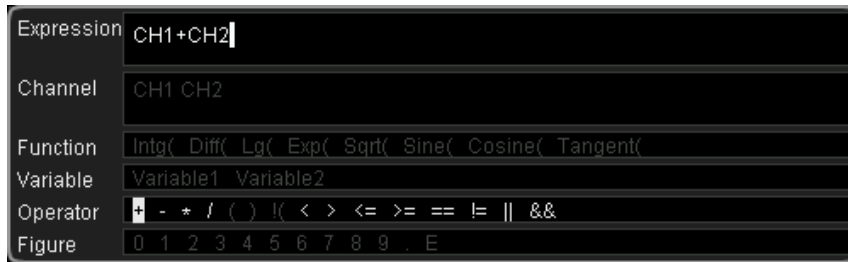 Expression CH1+CH2
Channel CH1 CH2
Function Intg( Diff( Lg( Exp( Sqrt( Sine( Cosine( Tangent(
Variable Variable1 Variable2
Operator + - * / ( ) !( < > <= >= == != || &&
Figure 0 1 2 3 4 5 6 7 8 9 . E